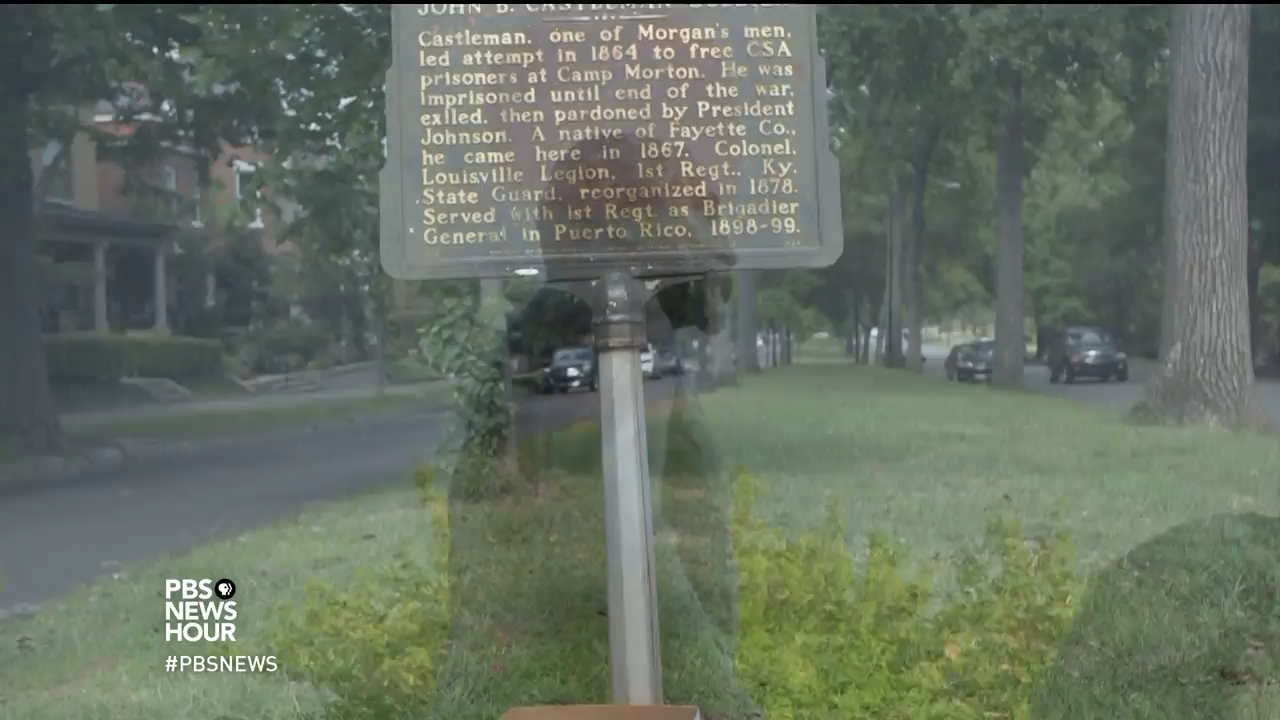 JOHN B. CASTLEMAN
Castleman, one of Morgan's men,
led attempt in 1864 to free CSA
prisoners at Camp Morton. He was
imprisoned until end of the war,
exiled, then pardoned by President
Johnson. A native of Fayette Co.,
he came here in 1867. Colonel,
Louisville Legion, 1st Regt., Ky.
State Guard, reorganized in 1878.
Served with 1st Regt. as Brigadier
General in Puerto Rico, 1898-99.
PBS
NEWS
HOUR
#PBSNEWS